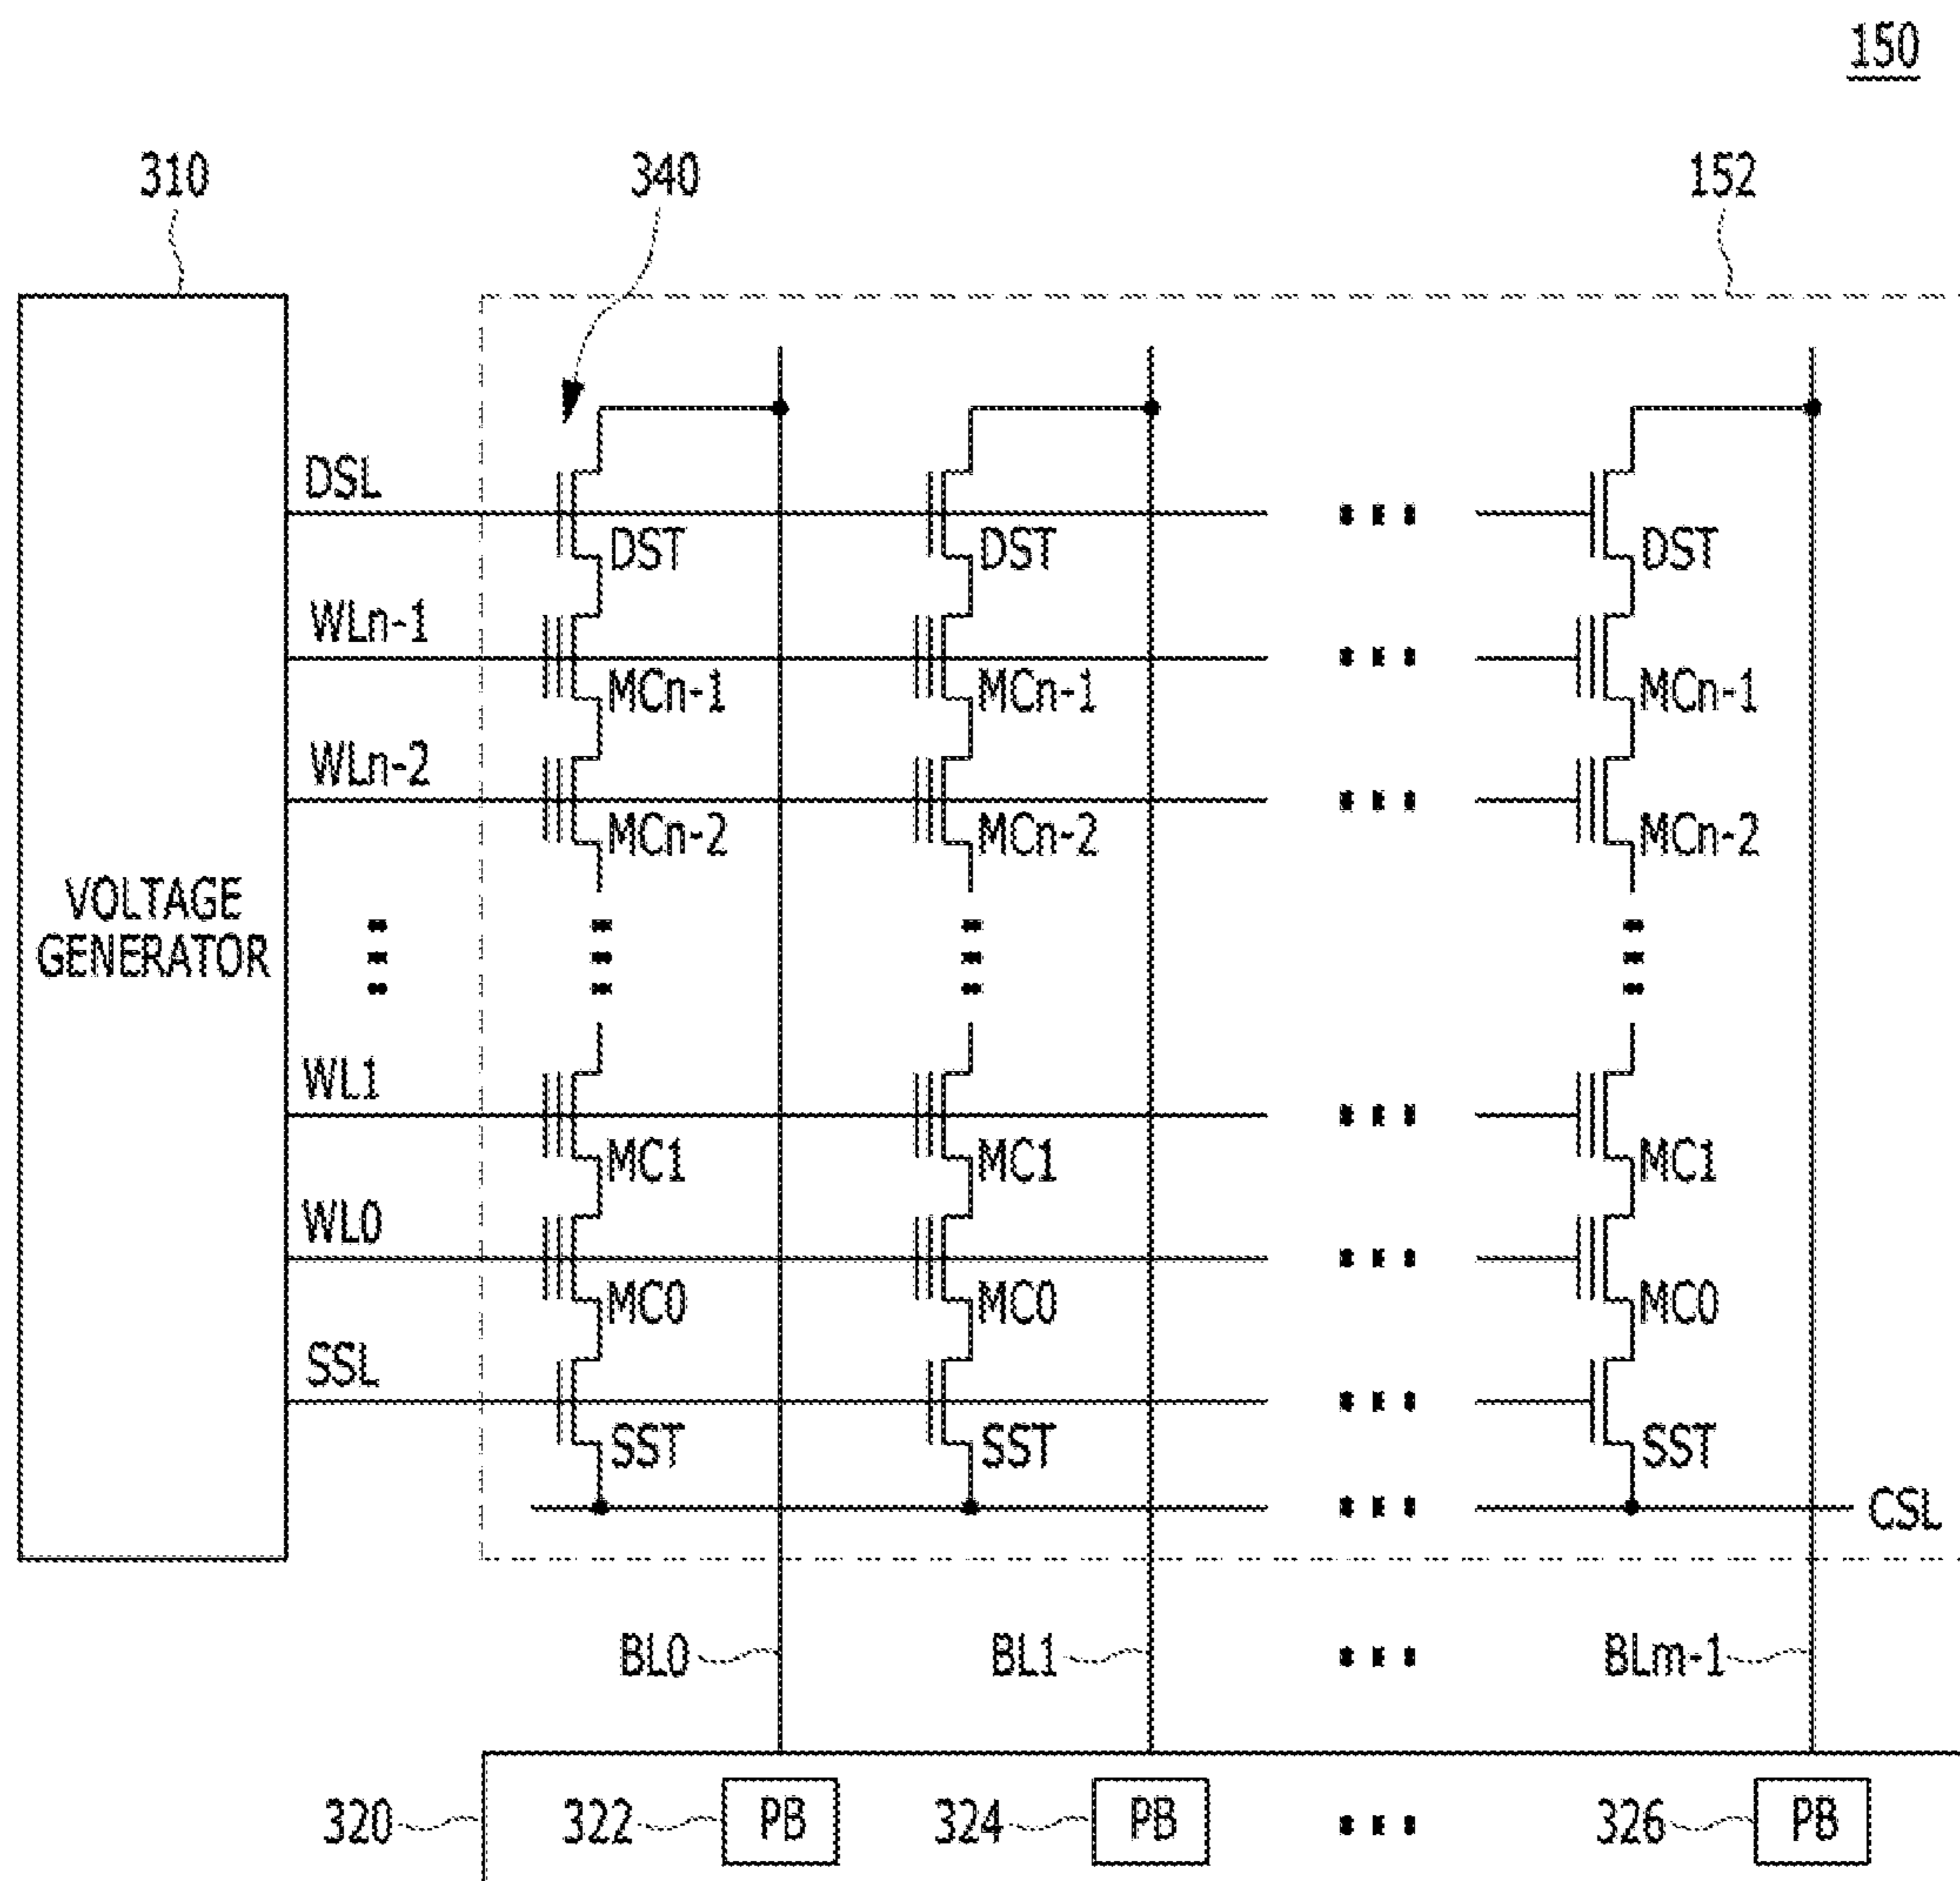 150
310 340 152
DSL
DST DST DST
WLn-1
MCn-1 MCn-1 MCn-1
WLn-2
MCn-2 MCn-2 MCn-2
VOLTAGE
GENERATOR
WL1
MC1 MC1 MC1
WL0
MC0 MC0 MC0
SSL
SST SST SST
CSL
BL0 BL1 BLm-1
320 322 PB 324 PB 326 PB